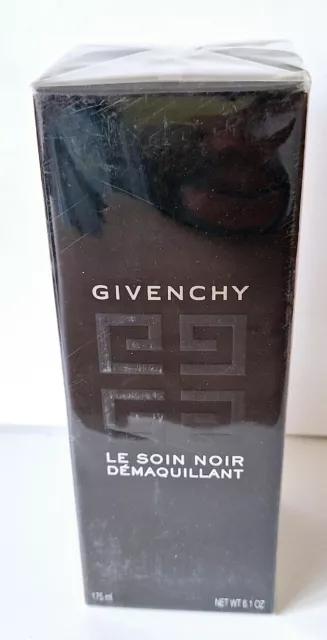 GIVENCHY
LE SOIN NOIR
DÉMAQUILLANT
175 ml NET WT 6.1 OZ